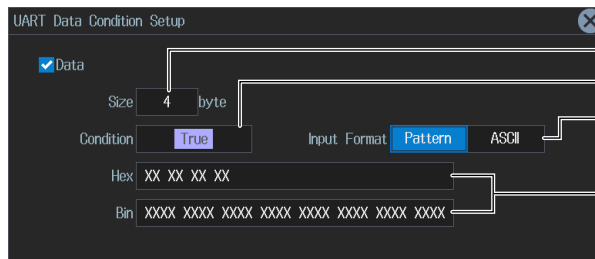 UART Data Condition Setup
Data
Size 4 byte
Condition True Input Format Pattern ASCII
Hex XX XX XX XX
Bin XXXX XXXX XXXX XXXX XXXX XXXX XXXX XXXX